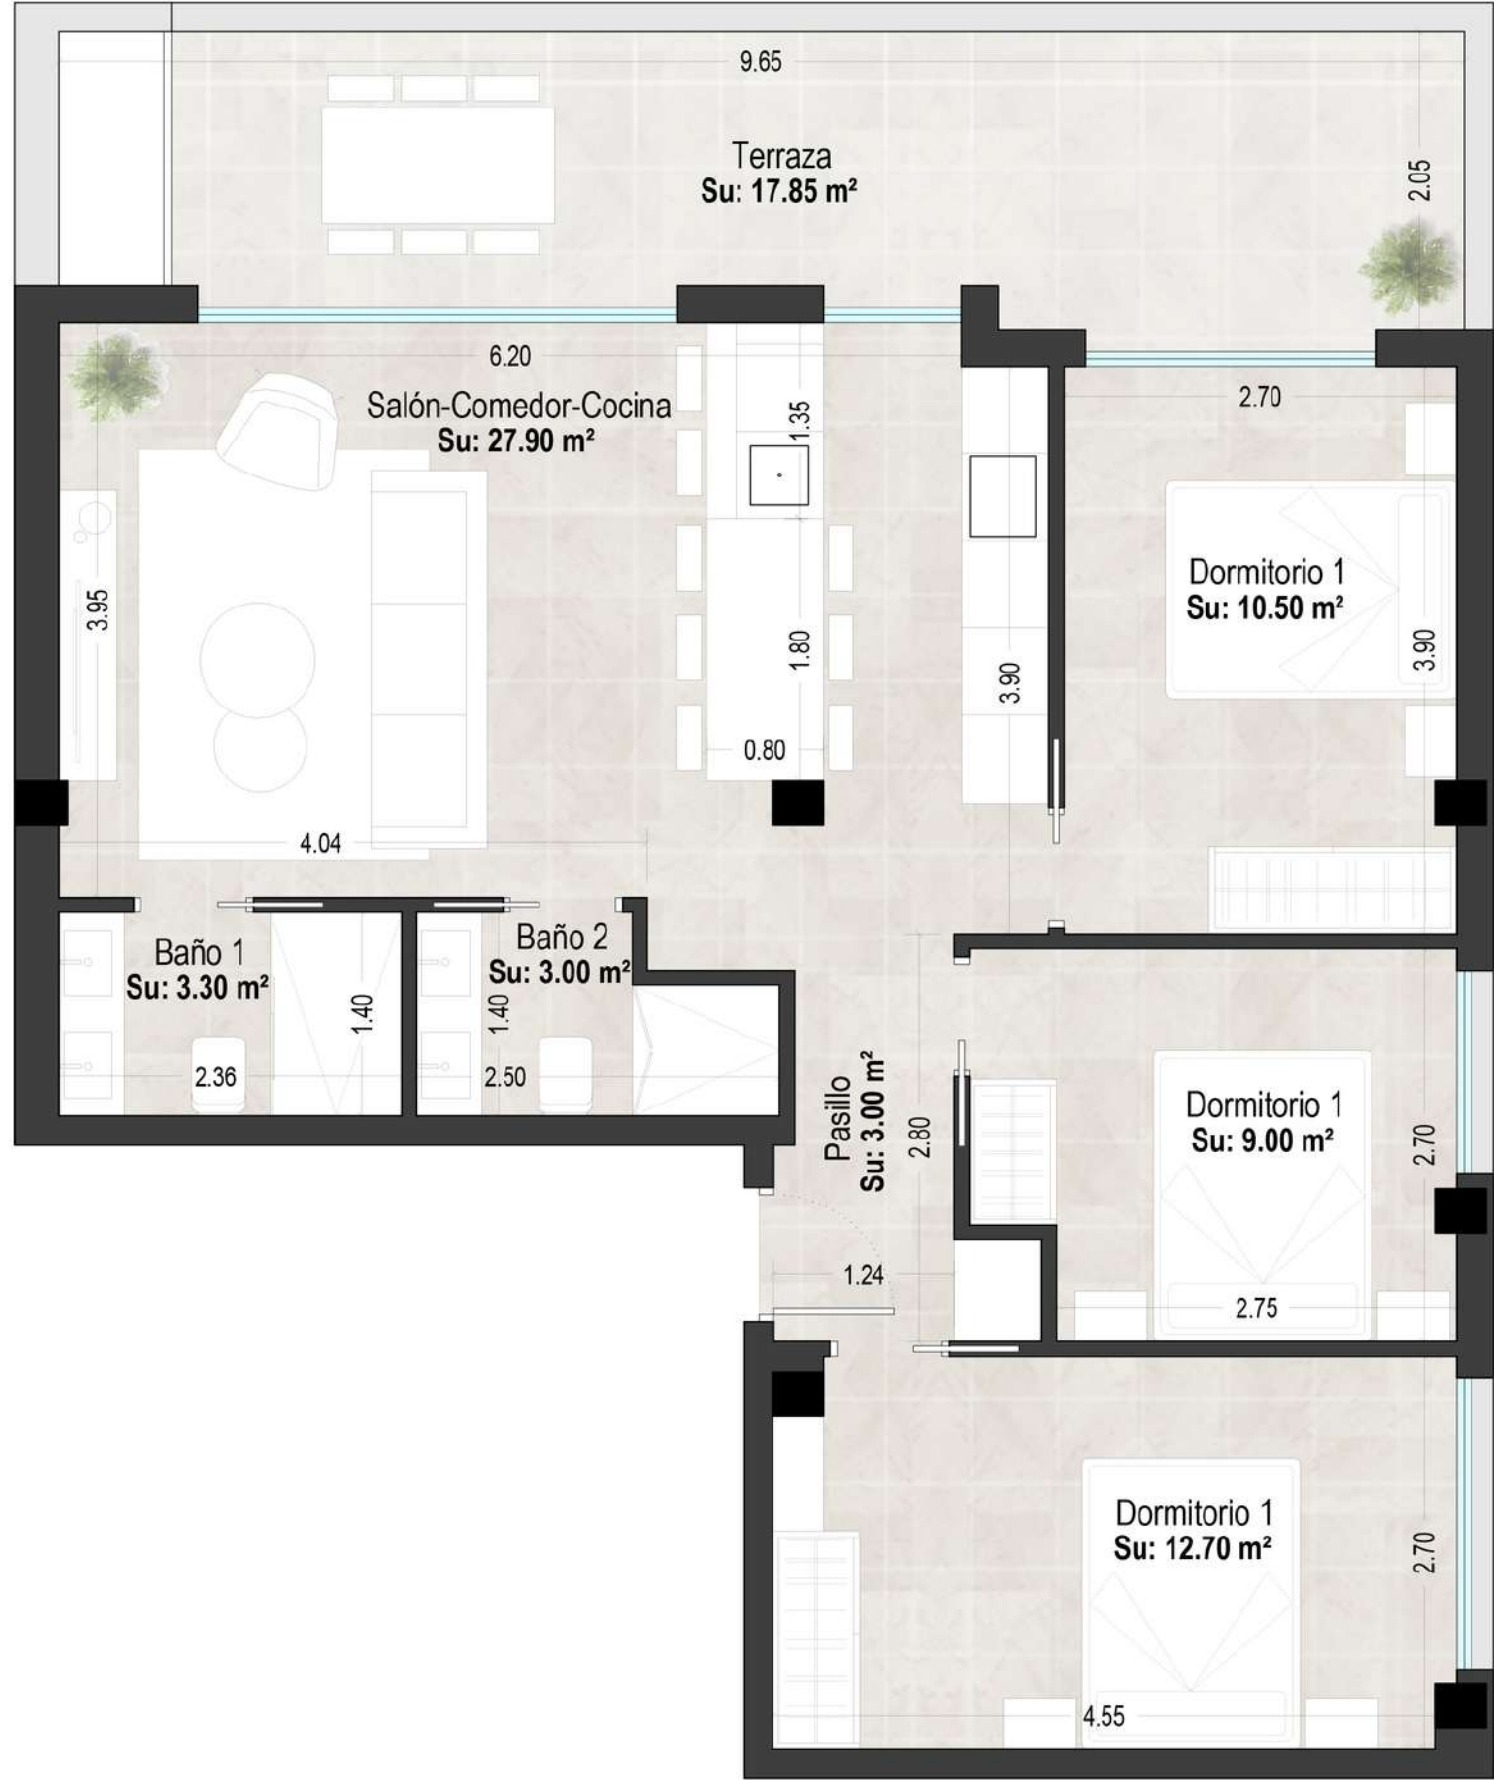 9.65
Terraza
Su: 17.85 m²
2.05
6.20
Salón-Comedor-Cocina
Su: 27.90 m²
1.35
2.70
3.95
Dormitorio 1
Su: 10.50 m²
1.80
3.90
3.90
0.80
4.04
Baño 1
Su: 3.30 m²
1.40
2.36
Baño 2
Su: 3.00 m²
1.40
2.50
Pasillo
Su: 3.00 m²
2.80
Dormitorio 1
Su: 9.00 m²
2.70
1.24
2.75
Dormitorio 1
Su: 12.70 m²
2.70
4.55